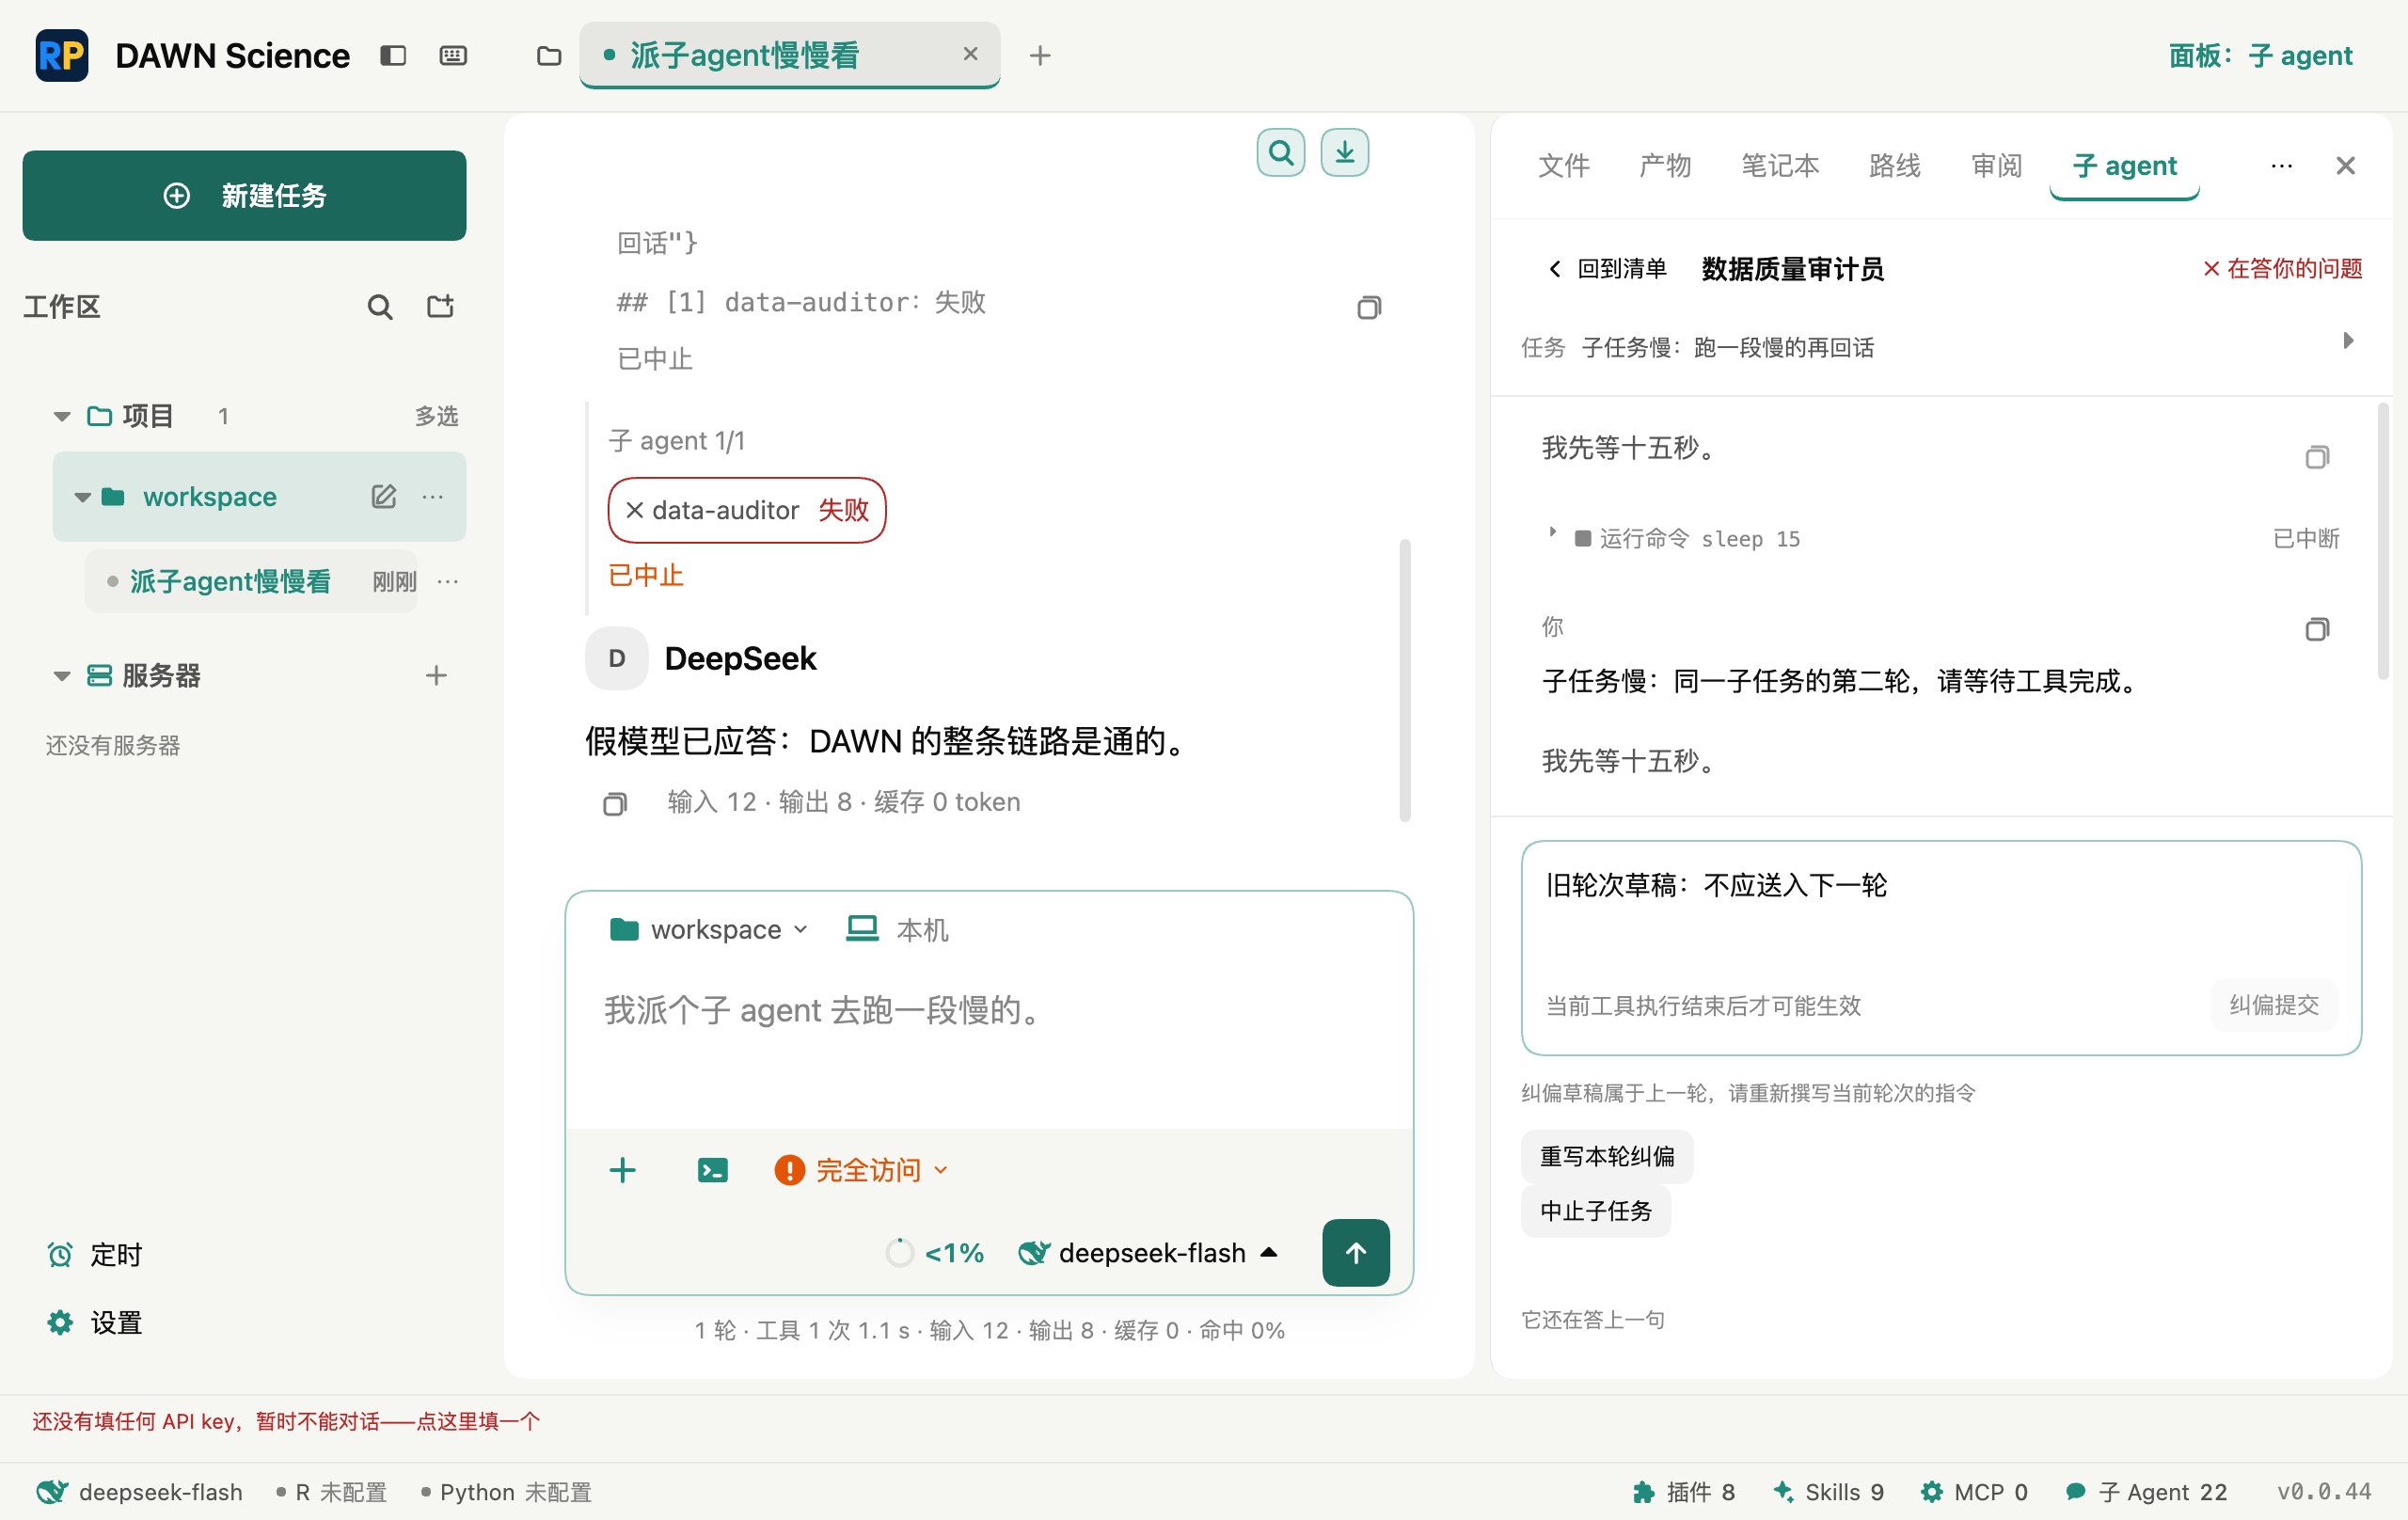 RP DAWN Science
派子agent慢慢看
面板：子 agent
新建任务
工作区
项目 1 多选
workspace
派子agent慢慢看 刚刚
服务器
还没有服务器
定时
设置
回话"}
## [1] data-auditor: 失败
已中止
子 agent 1/1
data-auditor 失败
已中止
D DeepSeek
假模型已应答：DAWN 的整条链路是通的。
输入 12 · 输出 8 · 缓存 0 token
workspace 本机
我派个子 agent 去跑一段慢的。
完全访问
<1% deepseek-flash
1 轮 · 工具 1 次 1.1 s · 输入 12 · 输出 8 · 缓存 0 · 命中 0%
文件 产物 笔记本 路线 审阅 子 agent
回到清单 数据质量审计员 在答你的问题
任务 子任务慢：跑一段慢的再回话
我先等十五秒。
运行命令 sleep 15 已中断
你
子任务慢：同一子任务的第二轮，请等待工具完成。
我先等十五秒。
旧轮次草稿：不应送入下一轮
当前工具执行结束后才可能生效 纠偏提交
纠偏草稿属于上一轮，请重新撰写当前轮次的指令
重写本轮纠偏
中止子任务
它还在答上一句
还没有填任何 API key，暂时不能对话——点这里填一个
deepseek-flash R 未配置 Python 未配置 插件 8 Skills 9 MCP 0 子 Agent 22 v0.0.44